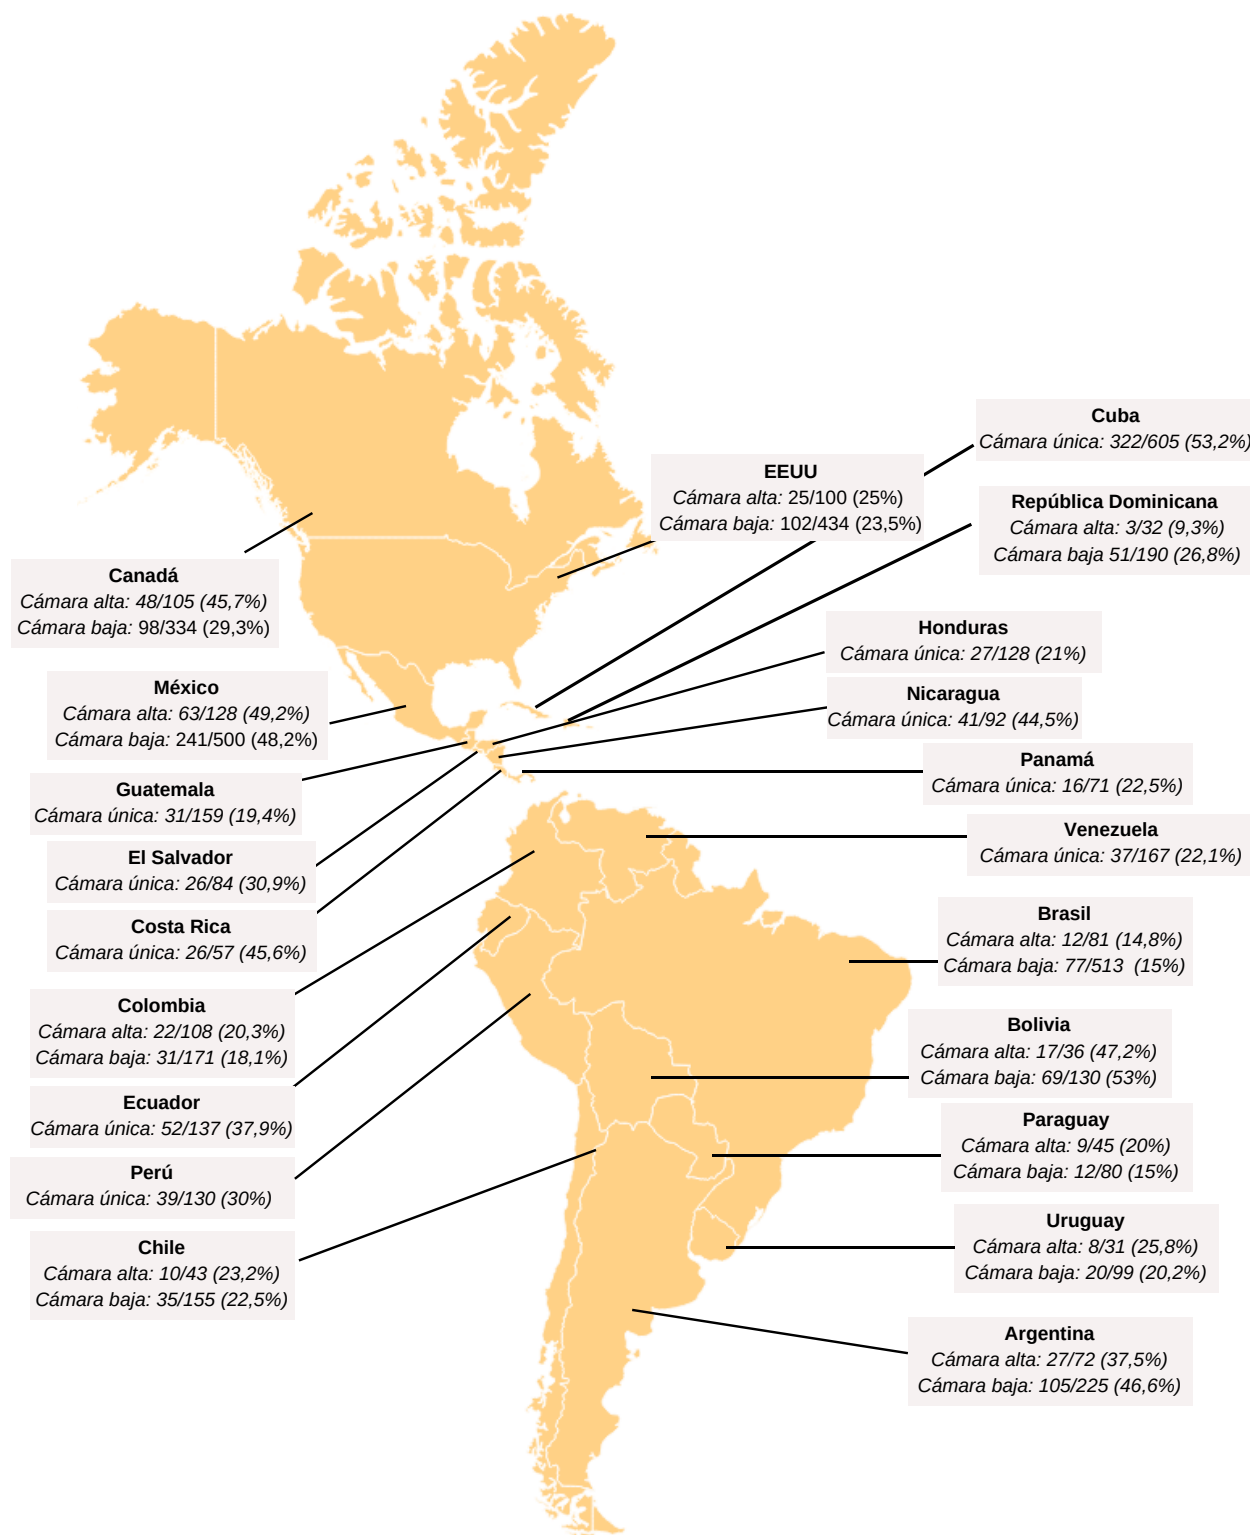 Cuba
Cámara única: 322/605 (53,2%)
EEUU
Cámara alta: 25/100 (25%)
Cámara baja: 102/434 (23,5%)
República Dominicana
Cámara alta: 3/32 (9,3%)
Cámara baja 51/190 (26,8%)
Canadá
Cámara alta: 48/105 (45,7%)
Cámara baja: 98/334 (29,3%)
Honduras
Cámara única: 27/128 (21%)
México
Cámara alta: 63/128 (49,2%)
Cámara baja: 241/500 (48,2%)
Nicaragua
Cámara única: 41/92 (44,5%)
Panamá
Cámara única: 16/71 (22,5%)
Guatemala
Cámara única: 31/159 (19,4%)
Venezuela
Cámara única: 37/167 (22,1%)
El Salvador
Cámara única: 26/84 (30,9%)
Costa Rica
Cámara única: 26/57 (45,6%)
Brasil
Cámara alta: 12/81 (14,8%)
Cámara baja: 77/513 (15%)
Colombia
Cámara alta: 22/108 (20,3%)
Cámara baja: 31/171 (18,1%)
Bolivia
Cámara alta: 17/36 (47,2%)
Cámara baja: 69/130 (53%)
Ecuador
Cámara única: 52/137 (37,9%)
Paraguay
Cámara alta: 9/45 (20%)
Cámara baja: 12/80 (15%)
Perú
Cámara única: 39/130 (30%)
Uruguay
Cámara alta: 8/31 (25,8%)
Cámara baja: 20/99 (20,2%)
Chile
Cámara alta: 10/43 (23,2%)
Cámara baja: 35/155 (22,5%)
Argentina
Cámara alta: 27/72 (37,5%)
Cámara baja: 105/225 (46,6%)